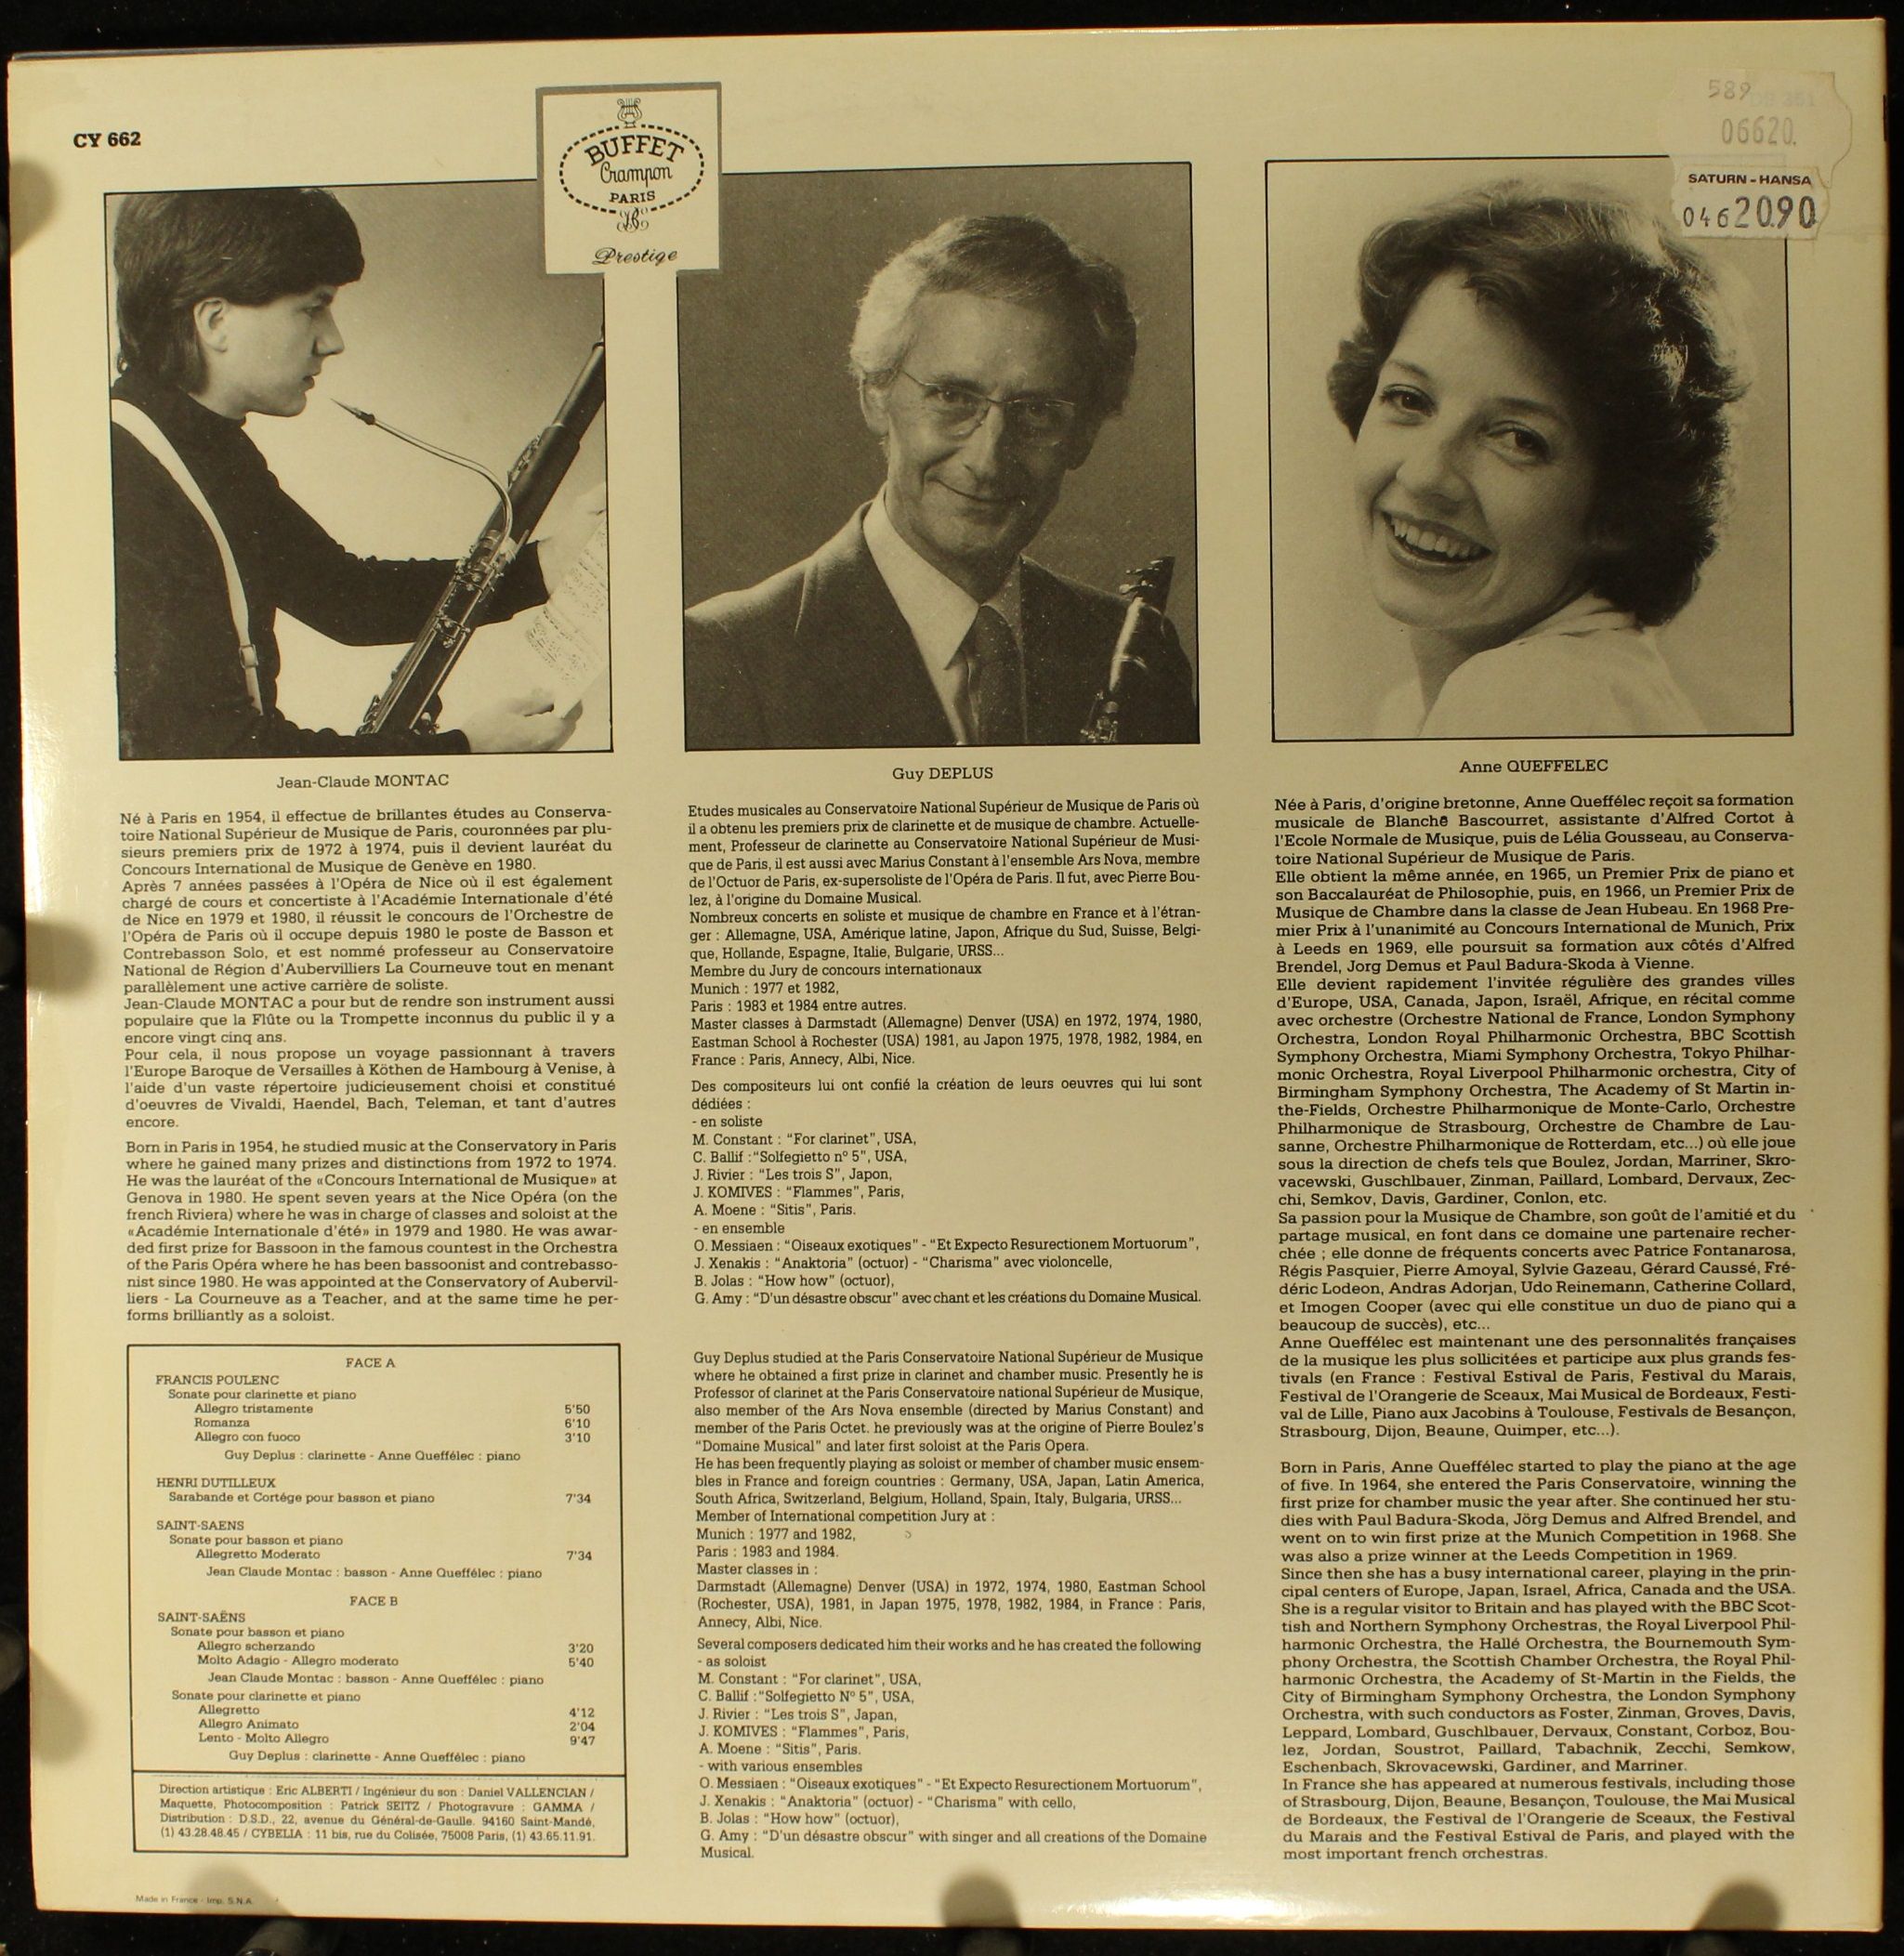 CY 662
BUFFET
Crampon
PARIS
Prestige
589
06620.
SATURN - HANSA
0462090
Jean-Claude MONTAC
Né à Paris en 1954, il effectue de brillantes études au Conserva-
toire National Supérieur de Musique de Paris, couronnées par plu-
sieurs premiers prix de 1972 à 1974, puis il devient lauréat du
Concours International de Musique de Genève en 1980.
Après 7 années passées à l'Opéra de Nice où il est également
chargé de cours et concertiste à l'Académie Internationale d'été
de Nice en 1979 et 1980, il réussit le concours de l'Orchestre de
l'Opéra de Paris où il occupe depuis 1980 le poste de Basson et
Contrebasson Solo, et est nommé professeur au Conservatoire
National de Région d'Aubervilliers La Courneuve tout en menant
parallèlement une active carrière de soliste.
Jean-Claude MONTAC a pour but de rendre son instrument aussi
populaire que la Flûte ou la Trompette inconnus du public il y a
encore vingt cinq ans.
Pour cela, il nous propose un voyage passionnant à travers
l'Europe Baroque de Versailles à Köthen de Hambourg à Venise, à
l'aide d'un vaste répertoire judicieusement choisi et constitué
d'oeuvres de Vivaldi, Haendel, Bach, Teleman, et tant d'autres
encore.
Born in Paris in 1954, he studied music at the Conservatory in Paris
where he gained many prizes and distinctions from 1972 to 1974.
He was the lauréat of the «Concours International de Musique» at
Genova in 1980. He spent seven years at the Nice Opéra (on the
french Riviera) where he was in charge of classes and soloist at the
«Académie Internationale d'été» in 1979 and 1980. He was awar-
ded first prize for Bassoon in the famous countest in the Orchestra
of the Paris Opéra where he has been bassoonist and contrebasso-
nist since 1980. He was appointed at the Conservatory of Aubervil-
liers - La Courneuve as a Teacher, and at the same time he per-
forms brilliantly as a soloist.
FACE A
FRANCIS POULENC
Sonate pour clarinette et piano
Allegro tristamente 5'50
Romanza 6'10
Allegro con fuoco 3'10
Guy Deplus : clarinette - Anne Queffélec : piano
HENRI DUTILLEUX
Sarabande et Cortége pour basson et piano 7'34
SAINT-SAENS
Sonate pour basson et piano
Allegretto Moderato 7'34
Jean Claude Montac : basson - Anne Queffélec : piano
FACE B
SAINT-SAËNS
Sonate pour basson et piano
Allegro scherzando 3'20
Molto Adagio - Allegro moderato 5'40
Jean Claude Montac : basson - Anne Queffélec : piano
Sonate pour clarinette et piano
Allegretto 4'12
Allegro Animato 2'04
Lento - Molto Allegro 9'47
Guy Deplus : clarinette - Anne Queffélec : piano
Direction artistique : Eric ALBERTI / Ingénieur du son : Daniel VALLENCIAN /
Maquette, Photocomposition : Patrick SEITZ / Photogravure : GAMMA /
Distribution : D.S.D., 22, avenue du Général-de-Gaulle. 94160 Saint-Mandé,
(1) 43.28.48.45 / CYBELIA : 11 bis, rue du Colisée, 75008 Paris, (1) 43.65.11.91.
Made in France - Imp. S.N.A.
Guy DEPLUS
Etudes musicales au Conservatoire National Supérieur de Musique de Paris où
il a obtenu les premiers prix de clarinette et de musique de chambre. Actuelle-
ment, Professeur de clarinette au Conservatoire National Supérieur de Musi-
que de Paris, il est aussi avec Marius Constant à l'ensemble Ars Nova, membre
de l'Octuor de Paris, ex-supersoliste de l'Opéra de Paris. Il fut, avec Pierre Bou-
lez, à l'origine du Domaine Musical.
Nombreux concerts en soliste et musique de chambre en France et à l'étran-
ger : Allemagne, USA, Amérique latine, Japon, Afrique du Sud, Suisse, Belgi-
que, Hollande, Espagne, Italie, Bulgarie, URSS...
Membre du Jury de concours internationaux
Munich : 1977 et 1982,
Paris : 1983 et 1984 entre autres.
Master classes à Darmstadt (Allemagne) Denver (USA) en 1972, 1974, 1980,
Eastman School à Rochester (USA) 1981, au Japon 1975, 1978, 1982, 1984, en
France : Paris, Annecy, Albi, Nice.
Des compositeurs lui ont confié la création de leurs oeuvres qui lui sont
dédiées :
- en soliste
M. Constant : "For clarinet", USA,
C. Ballif :"Solfegietto nº 5", USA,
J. Rivier : "Les trois S", Japon,
J. KOMIVES : "Flammes", Paris,
A. Moene : "Sitis", Paris.
- en ensemble
O. Messiaen : "Oiseaux exotiques" - "Et Expecto Resurectionem Mortuorum",
J. Xenakis : "Anaktoria" (octuor) - "Charisma" avec violoncelle,
B. Jolas : "How how" (octuor),
G. Amy : "D'un désastre obscur" avec chant et les créations du Domaine Musical.
Guy Deplus studied at the Paris Conservatoire National Supérieur de Musique
where he obtained a first prize in clarinet and chamber music. Presently he is
Professor of clarinet at the Paris Conservatoire national Supérieur de Musique,
also member of the Ars Nova ensemble (directed by Marius Constant) and
member of the Paris Octet. he previously was at the origine of Pierre Boulez's
"Domaine Musical" and later first soloist at the Paris Opera.
He has been frequently playing as soloist or member of chamber music ensem-
bles in France and foreign countries : Germany, USA, Japan, Latin America,
South Africa, Switzerland, Belgium, Holland, Spain, Italy, Bulgaria, URSS...
Member of International competition Jury at :
Munich : 1977 and 1982,
Paris : 1983 and 1984.
Master classes in :
Darmstadt (Allemagne) Denver (USA) in 1972, 1974, 1980, Eastman School
(Rochester, USA), 1981, in Japan 1975, 1978, 1982, 1984, in France : Paris,
Annecy, Albi, Nice.
Several composers dedicated him their works and he has created the following
- as soloist
M. Constant : "For clarinet", USA,
C. Ballif :"Solfegietto Nº 5", USA,
J. Rivier : "Les trois S", Japan,
J. KOMIVES : "Flammes", Paris,
A. Moene : "Sitis", Paris.
- with various ensembles
O. Messiaen : "Oiseaux exotiques" - "Et Expecto Resurectionem Mortuorum",
J. Xenakis : "Anaktoria" (octuor) - "Charisma" with cello,
B. Jolas : "How how" (octuor),
G. Amy : "D'un désastre obscur" with singer and all creations of the Domaine
Musical.
Anne QUEFFELEC
Née à Paris, d'origine bretonne, Anne Queffélec reçoit sa formation
musicale de Blanche Bascourret, assistante d'Alfred Cortot à
l'Ecole Normale de Musique, puis de Lélia Gousseau, au Conserva-
toire National Supérieur de Musique de Paris.
Elle obtient la même année, en 1965, un Premier Prix de piano et
son Baccalauréat de Philosophie, puis, en 1966, un Premier Prix de
Musique de Chambre dans la classe de Jean Hubeau. En 1968 Pre-
mier Prix à l'unanimité au Concours International de Munich, Prix
à Leeds en 1969, elle poursuit sa formation aux côtés d'Alfred
Brendel, Jorg Demus et Paul Badura-Skoda à Vienne.
Elle devient rapidement l'invitée régulière des grandes villes
d'Europe, USA, Canada, Japon, Israël, Afrique, en récital comme
avec orchestre (Orchestre National de France, London Symphony
Orchestra, London Royal Philharmonic Orchestra, BBC Scottish
Symphony Orchestra, Miami Symphony Orchestra, Tokyo Philhar-
monic Orchestra, Royal Liverpool Philharmonic orchestra, City of
Birmingham Symphony Orchestra, The Academy of St Martin in-
the-Fields, Orchestre Philharmonique de Monte-Carlo, Orchestre
Philharmonique de Strasbourg, Orchestre de Chambre de Lau-
sanne, Orchestre Philharmonique de Rotterdam, etc...) où elle joue
sous la direction de chefs tels que Boulez, Jordan, Marriner, Skro-
vacewski, Guschlbauer, Zinman, Paillard, Lombard, Dervaux, Zec-
chi, Semkov, Davis, Gardiner, Conlon, etc.
Sa passion pour la Musique de Chambre, son goût de l'amitié et du
partage musical, en font dans ce domaine une partenaire recher-
chée ; elle donne de fréquents concerts avec Patrice Fontanarosa,
Régis Pasquier, Pierre Amoyal, Sylvie Gazeau, Gérard Caussé, Fré-
déric Lodeon, Andras Adorjan, Udo Reinemann, Catherine Collard,
et Imogen Cooper (avec qui elle constitue un duo de piano qui a
beaucoup de succès), etc...
Anne Queffélec est maintenant une des personnalités françaises
de la musique les plus sollicitées et participe aux plus grands fes-
tivals (en France : Festival Estival de Paris, Festival du Marais,
Festival de l'Orangerie de Sceaux, Mai Musical de Bordeaux, Festi-
val de Lille, Piano aux Jacobins à Toulouse, Festivals de Besançon,
Strasbourg, Dijon, Beaune, Quimper, etc...).
Born in Paris, Anne Queffélec started to play the piano at the age
of five. In 1964, she entered the Paris Conservatoire, winning the
first prize for chamber music the year after. She continued her stu-
dies with Paul Badura-Skoda, Jörg Demus and Alfred Brendel, and
went on to win first prize at the Munich Competition in 1968. She
was also a prize winner at the Leeds Competition in 1969.
Since then she has a busy international career, playing in the prin-
cipal centers of Europe, Japan, Israel, Africa, Canada and the USA.
She is a regular visitor to Britain and has played with the BBC Scot-
tish and Northern Symphony Orchestras, the Royal Liverpool Phil-
harmonic Orchestra, the Hallé Orchestra, the Bournemouth Sym-
phony Orchestra, the Scottish Chamber Orchestra, the Royal Phil-
harmonic Orchestra, the Academy of St-Martin in the Fields, the
City of Birmingham Symphony Orchestra, the London Symphony
Orchestra, with such conductors as Foster, Zinman, Groves, Davis,
Leppard, Lombard, Guschlbauer, Dervaux, Constant, Corboz, Bou-
lez, Jordan, Soustrot, Paillard, Tabachnik, Zecchi, Semkow,
Eschenbach, Skrovacewski, Gardiner, and Marriner.
In France she has appeared at numerous festivals, including those
of Strasbourg, Dijon, Beaune, Besançon, Toulouse, the Mai Musical
de Bordeaux, the Festival de l'Orangerie de Sceaux, the Festival
du Marais and the Festival Estival de Paris, and played with the
most important french orchestras.